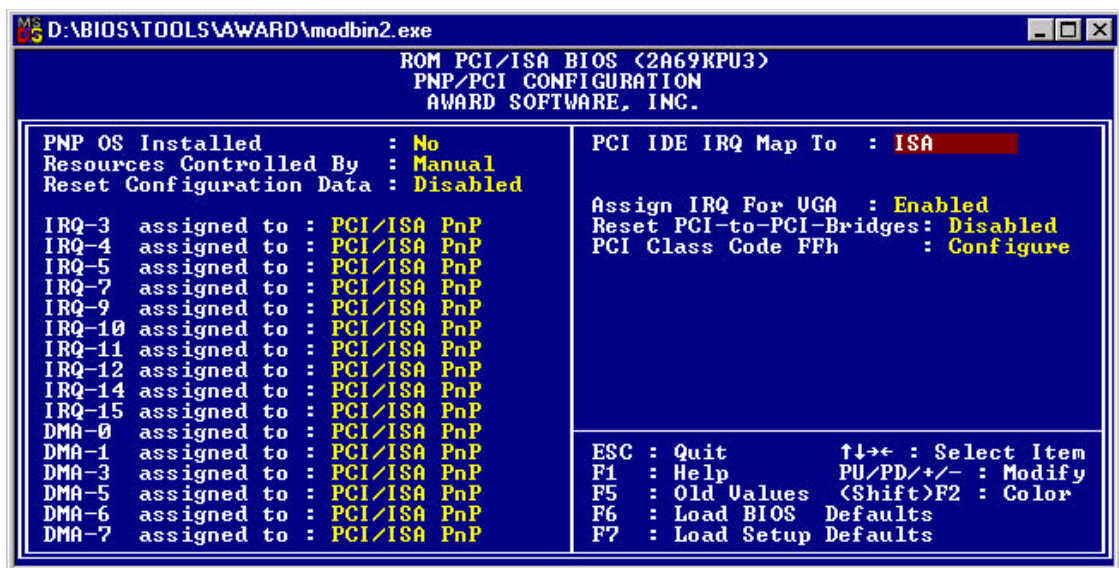 D:\BIOS\TOOLS\AWARD\modbin2.exe
ROM PCI/ISA BIOS (2A69KPU3)
PNP/PCI CONFIGURATION
AWARD SOFTWARE, INC.
PNP OS Installed : No
Resources Controlled By : Manual
Reset Configuration Data : Disabled
IRQ-3 assigned to : PCI/ISA PnP
IRQ-4 assigned to : PCI/ISA PnP
IRQ-5 assigned to : PCI/ISA PnP
IRQ-7 assigned to : PCI/ISA PnP
IRQ-9 assigned to : PCI/ISA PnP
IRQ-10 assigned to : PCI/ISA PnP
IRQ-11 assigned to : PCI/ISA PnP
IRQ-12 assigned to : PCI/ISA PnP
IRQ-14 assigned to : PCI/ISA PnP
IRQ-15 assigned to : PCI/ISA PnP
DMA-0 assigned to : PCI/ISA PnP
DMA-1 assigned to : PCI/ISA PnP
DMA-3 assigned to : PCI/ISA PnP
DMA-5 assigned to : PCI/ISA PnP
DMA-6 assigned to : PCI/ISA PnP
DMA-7 assigned to : PCI/ISA PnP
PCI IDE IRQ Map To : ISA
Assign IRQ For VGA : Enabled
Reset PCI-to-PCI-Bridges: Disabled
PCI Class Code FFh : Configure
ESC : Quit ↑↓→← : Select Item
F1 : Help PU/PD/+/- : Modify
F5 : Old Values (Shift)F2 : Color
F6 : Load BIOS Defaults
F7 : Load Setup Defaults